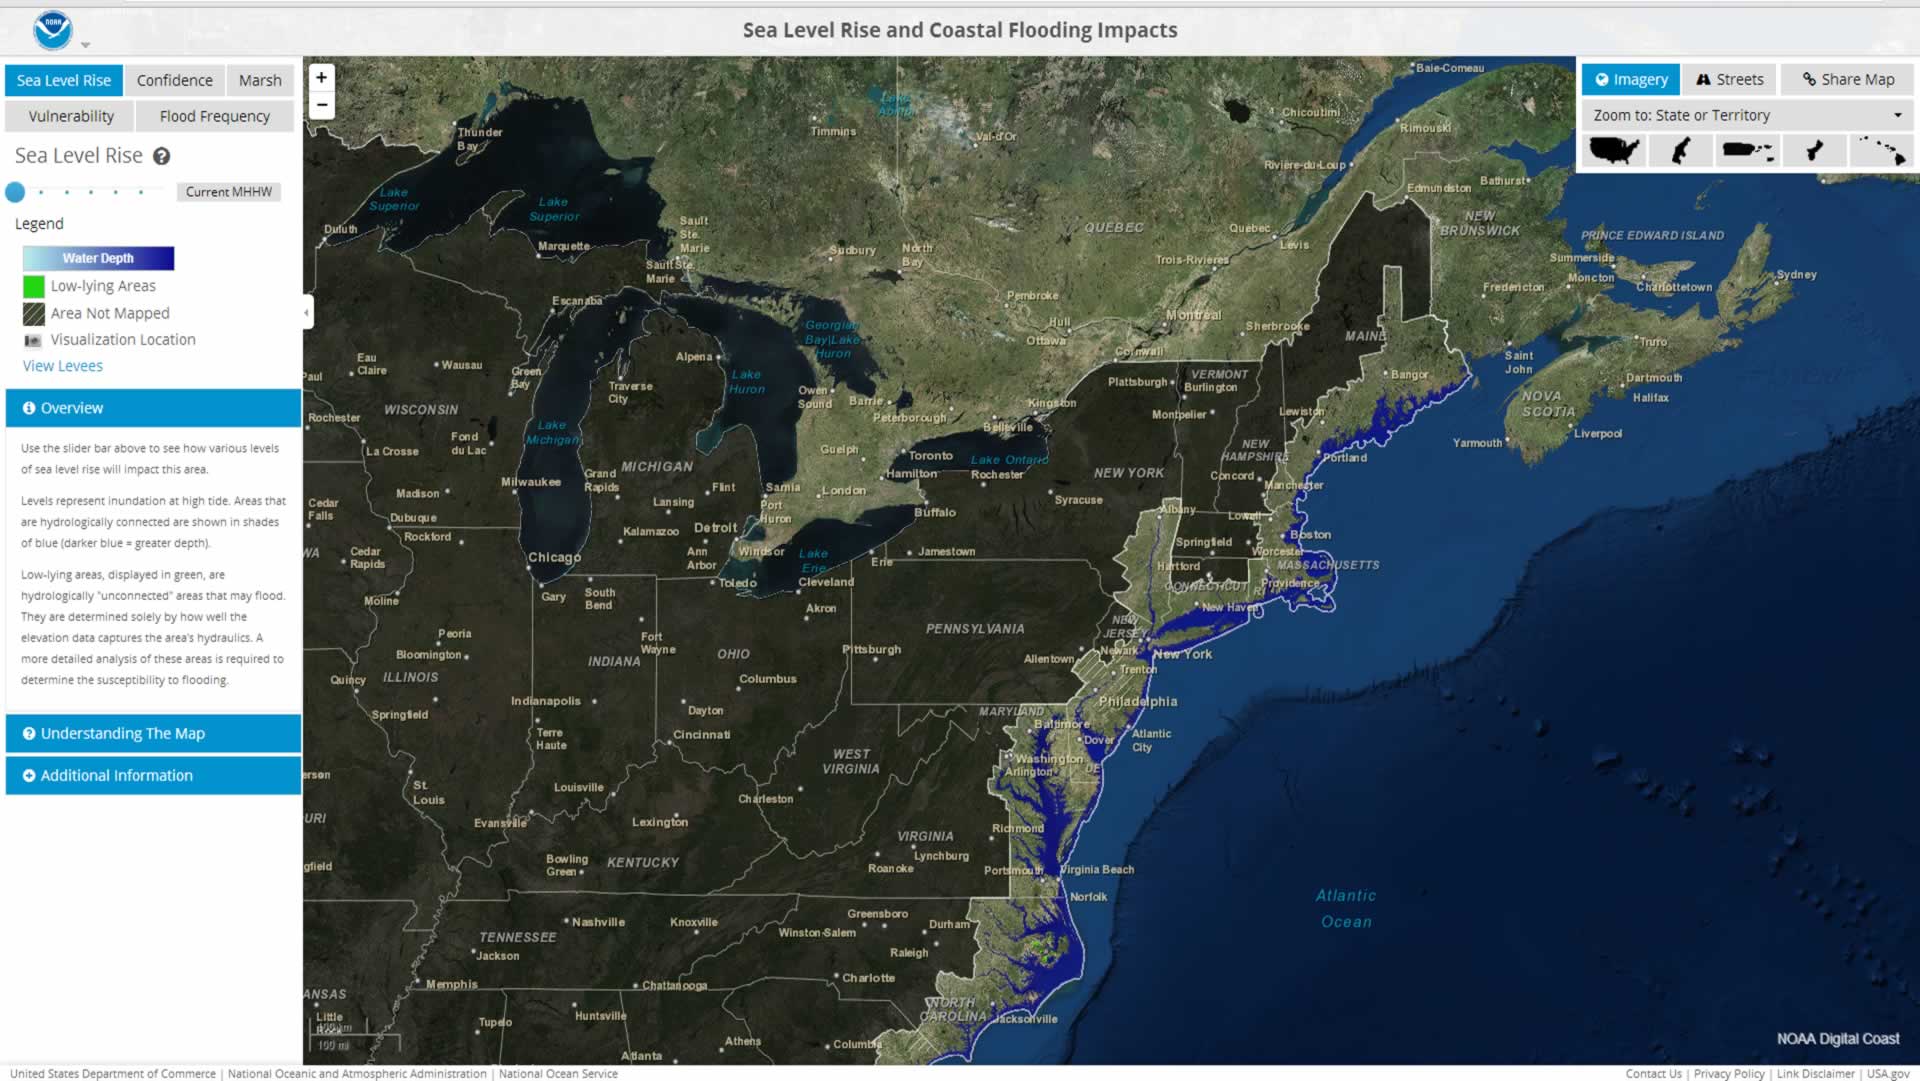 NOAA
Sea Level Rise and Coastal Flooding Impacts
Sea Level Rise
Confidence
Marsh
Vulnerability
Flood Frequency
Sea Level Rise ?
Current MHHW
Legend
Water Depth
Low-lying Areas
Area Not Mapped
Visualization Location
View Levees
Overview
Use the slider bar above to see how various levels
of sea level rise will impact this area.
Levels represent inundation at high tide. Areas that
are hydrologically connected are shown in shades
of blue (darker blue = greater depth).
Low-lying areas, displayed in green, are
hydrologically "unconnected" areas that may flood.
They are determined solely by how well the
elevation data captures the area's hydraulics. A
more detailed analysis of these areas is required to
determine the susceptibility to flooding.
Understanding The Map
Additional Information
+
−
Imagery
Streets
Share Map
Zoom to: State or Territory
Baie-Comeau
Lake
Chicoutimi
Thunder
Bay
Timmins
Val-d'Or
Rimouski
Rivière-du-Loup
Edmundston
Bathurst
Lake
Superior
Lake
Superior
Duluth
Sault
Ste.
Marie
Marquette
Sault Ste.
Marie
Sudbury
North
Bay
QUEBEC
Québec
Lévis
Trois-Rivières
NEW
BRUNSWICK
PRINCE EDWARD ISLAND
Summerside
Moncton
Charlottetown
Sydney
Fredericton
Escanaba
Pembroke
Hull
Ottawa
Montréal
Sherbrooke
Cornwall
MAINE
Georgian
Bay|Lake
Huron
Saint
John
Truro
Dartmouth
Halifax
NOVA
SCOTIA
Liverpool
Yarmouth
Paul
Eau
Claire
Wausau
Green
Bay
Traverse
City
Alpena
Lake
Huron
Owen
Sound
Barrie
Peterborough
Belleville
Kingston
Plattsburgh
VERMONT
Burlington
Montpelier
Lewiston
Bangor
Rochester
WISCONSIN
Lake
Michigan
Fond
du Lac
La Crosse
Guelph
Toronto
Hamilton
Lake Ontario
Rochester
NEW YORK
Syracuse
NEW
HAMPSHIRE
Concord
Manchester
Portland
Milwaukee
Madison
Grand
Rapids
MICHIGAN
Lansing
Flint
Sarnia
Port
Huron
London
Buffalo
Albany
Lowell
Boston
Cedar
Falls
Dubuque
Rockford
Kalamazoo
Detroit
Ann
Arbor
Windsor
Lake
Erie
Erie
Jamestown
Springfield
Worcester
MASSACHUSETTS
Hartford
CONNECTICUT
Providence
New Haven
WA
Cedar
Rapids
Chicago
Gary
South
Bend
Toledo
Cleveland
Akron
Moline
Peoria
Bloomington
Fort
Wayne
INDIANA
OHIO
Pittsburgh
PENNSYLVANIA
Allentown
NEW
JERSEY
Newark
New York
Trenton
Quincy
ILLINOIS
Springfield
Indianapolis
Columbus
Dayton
Philadelphia
MARYLAND
Baltimore
Dover
Atlantic
City
Terre
Haute
Cincinnati
WEST
VIRGINIA
Washington
Arlington
DE
erson
St.
Louis
Louisville
Charleston
URI
Evansville
Lexington
VIRGINIA
Richmond
Lynchburg
Roanoke
Portsmouth
Virginia Beach
Norfolk
gfield
Bowling
Green
KENTUCKY
Atlantic
Ocean
Nashville
Knoxville
Greensboro
Durham
Winston-Salem
Raleigh
TENNESSEE
Jackson
Memphis
Chattanooga
Charlotte
NORTH
CAROLINA
Jacksonville
ANSAS
Little
Tupelo
Huntsville
Athens
Columbia
Atlanta
100 mi
NOAA Digital Coast
United States Department of Commerce | National Oceanic and Atmospheric Administration | National Ocean Service
Contact Us | Privacy Policy | Link Disclaimer | USA.gov